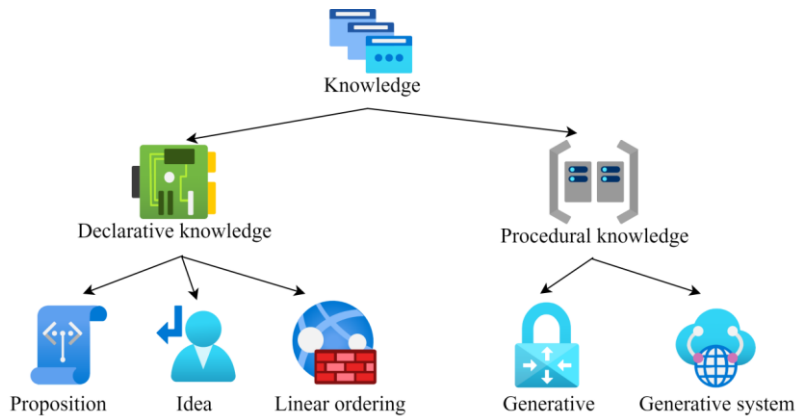 Knowledge
Declarative knowledge
Procedural knowledge
Proposition
Idea
Linear ordering
Generative
Generative system